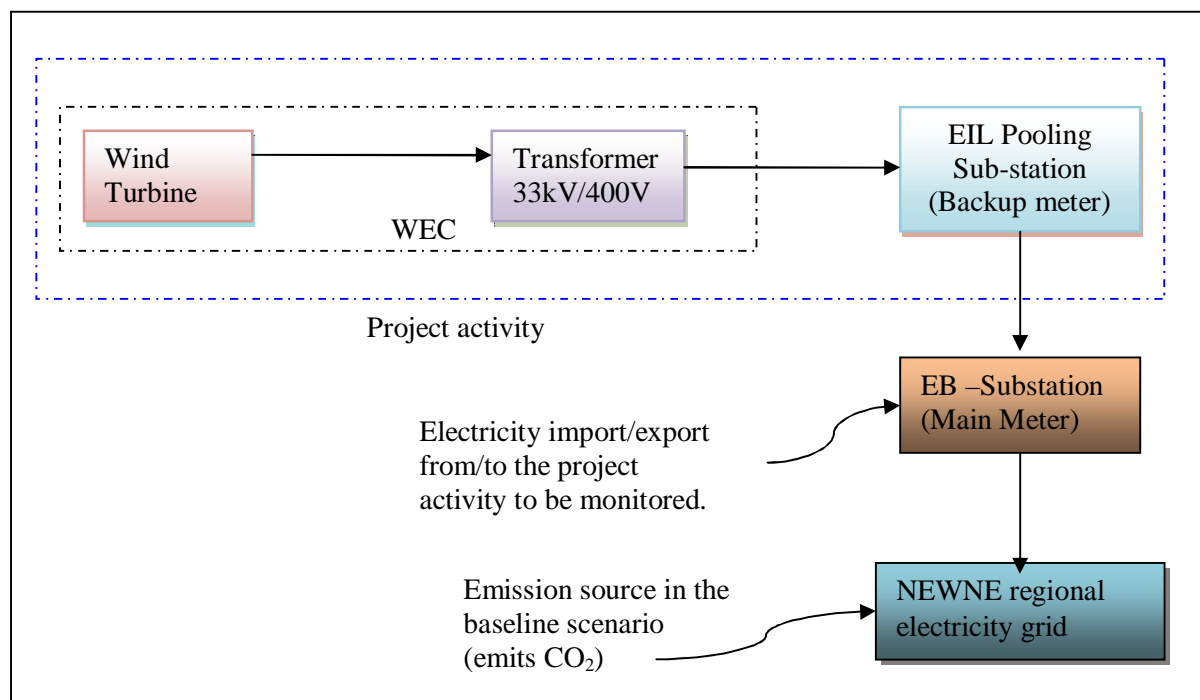 Wind
Turbine
Transformer
33kV/400V
WEC
EIL Pooling
Sub-station
(Backup meter)
Project activity
EB –Substation
(Main Meter)
Electricity import/export
from/to the project
activity to be monitored.
NEWNE regional
electricity grid
Emission source in the
baseline scenario
(emits CO₂)